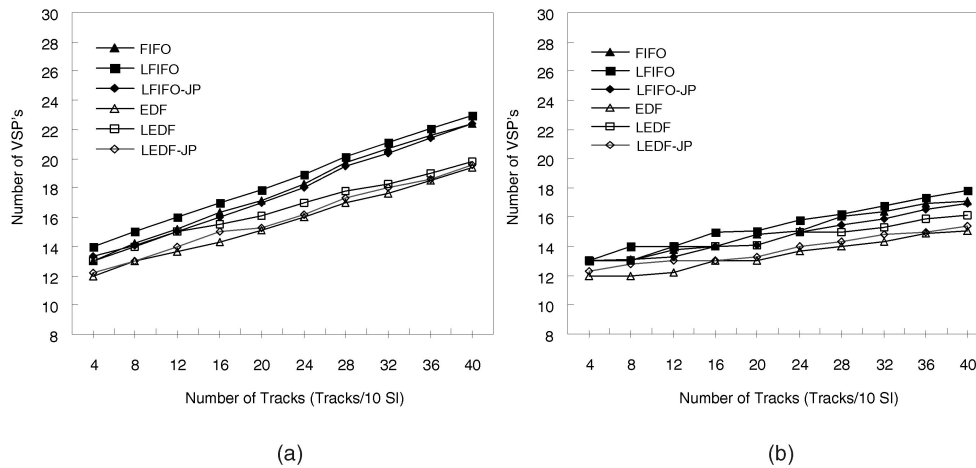 30
28
26
24
22
20
18
16
14
12
10
8
Number of VSP's
FIFO
LFIFO
LFIFO-JP
EDF
LEDF
LEDF-JP
4 8 12 16 20 24 28 32 36 40
Number of Tracks (Tracks/10 SI)
(a)
30
28
26
24
22
20
18
16
14
12
10
8
Number of VSP's
FIFO
LFIFO
LFIFO-JP
EDF
LEDF
LEDF-JP
4 8 12 16 20 24 28 32 36 40
Number of Tracks (Tracks/10 SI)
(b)